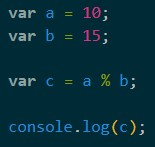 var a = 10;
var b = 15;
var c = a % b;
console.log(c);